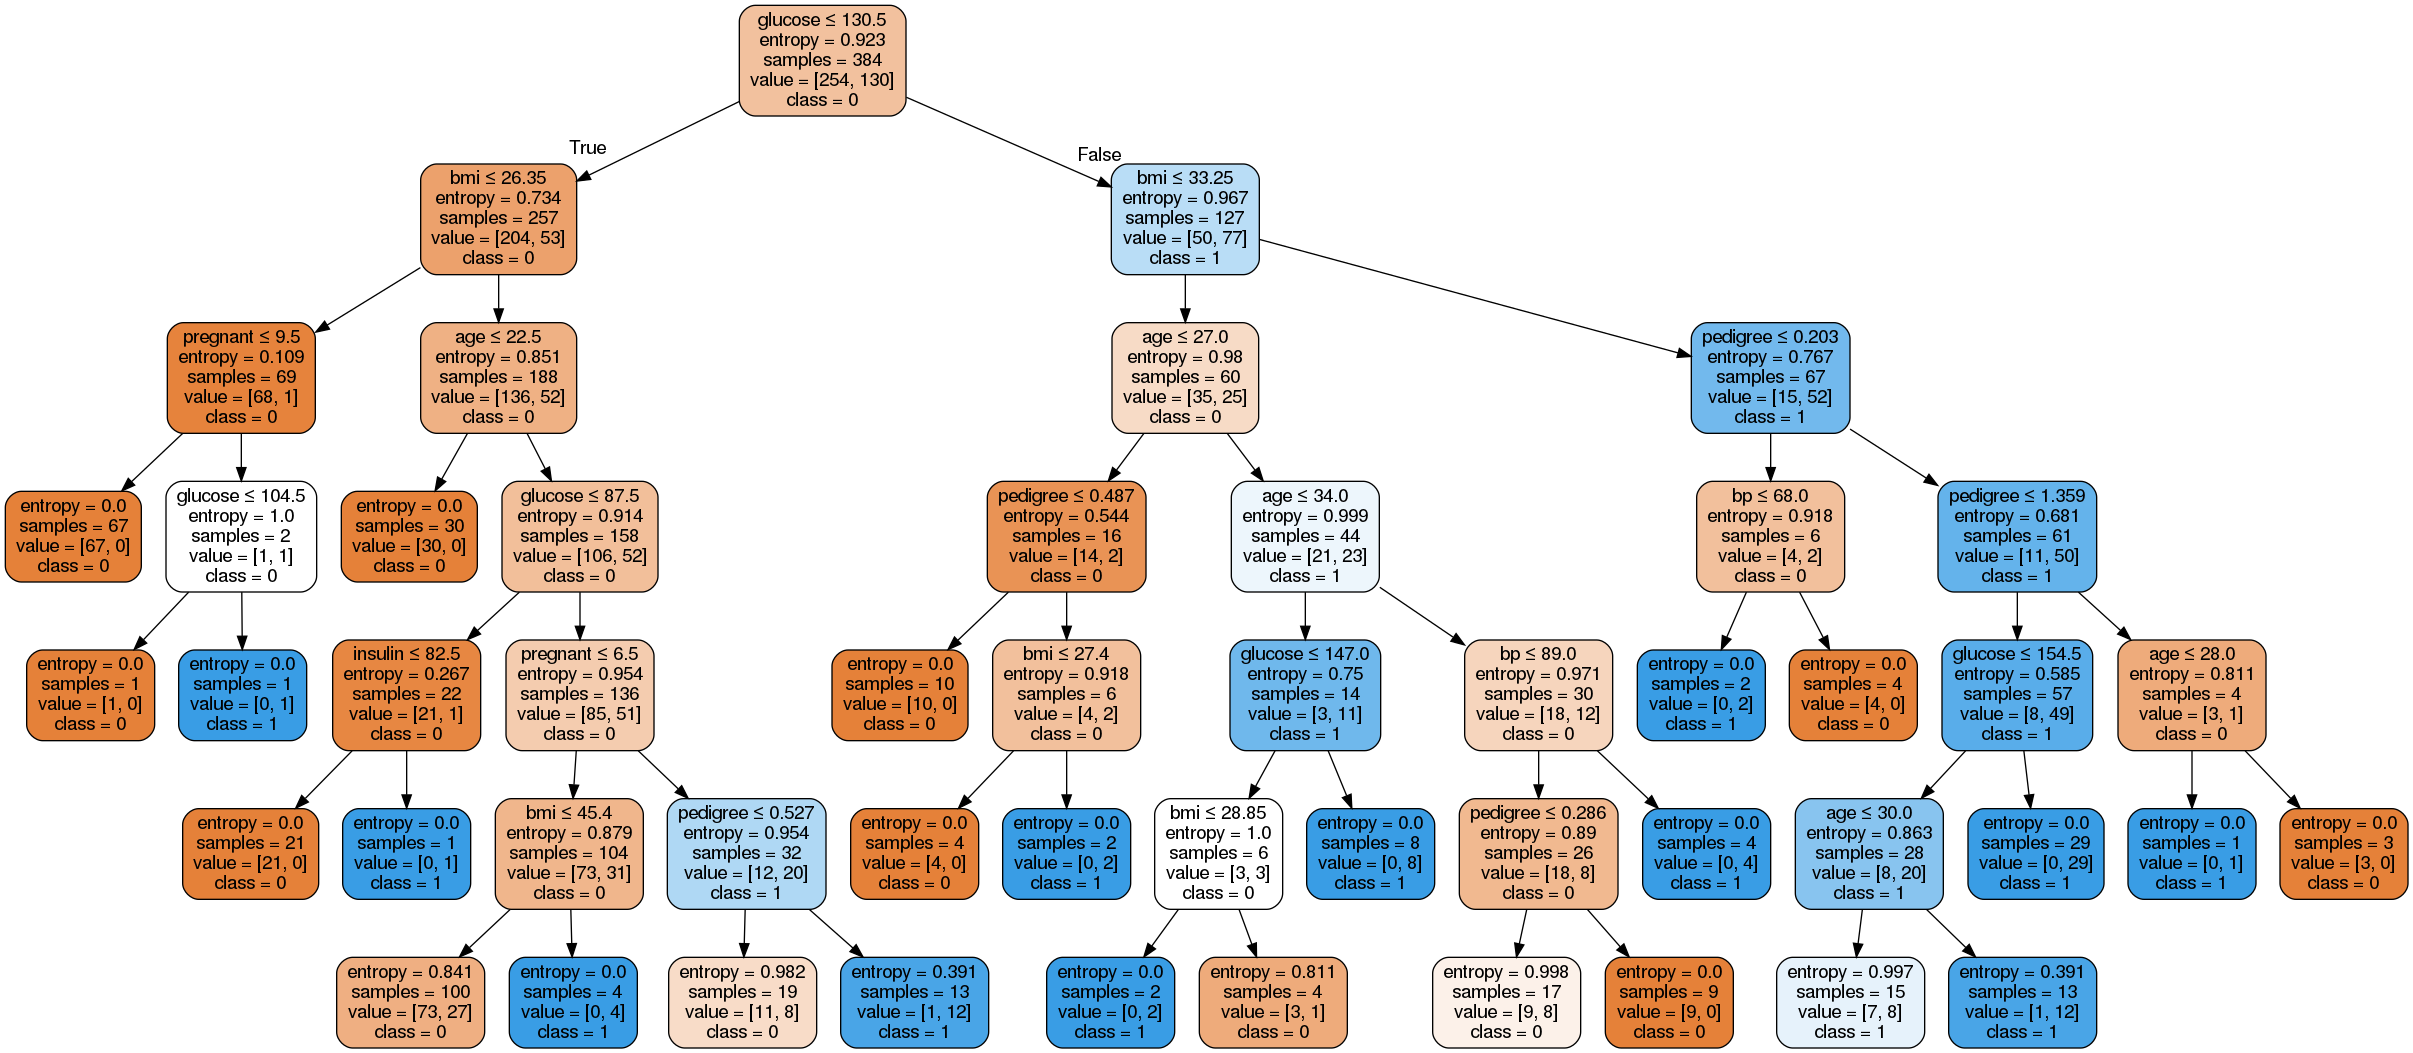 glucose ≤ 130.5
entropy = 0.923
samples = 384
value = [254, 130]
class = 0
True
False
bmi ≤ 26.35
entropy = 0.734
samples = 257
value = [204, 53]
class = 0
bmi ≤ 33.25
entropy = 0.967
samples = 127
value = [50, 77]
class = 1
pregnant ≤ 9.5
entropy = 0.109
samples = 69
value = [68, 1]
class = 0
age ≤ 22.5
entropy = 0.851
samples = 188
value = [136, 52]
class = 0
age ≤ 27.0
entropy = 0.98
samples = 60
value = [35, 25]
class = 0
pedigree ≤ 0.203
entropy = 0.767
samples = 67
value = [15, 52]
class = 1
entropy = 0.0
samples = 67
value = [67, 0]
class = 0
glucose ≤ 104.5
entropy = 1.0
samples = 2
value = [1, 1]
class = 0
entropy = 0.0
samples = 30
value = [30, 0]
class = 0
glucose ≤ 87.5
entropy = 0.914
samples = 158
value = [106, 52]
class = 0
pedigree ≤ 0.487
entropy = 0.544
samples = 16
value = [14, 2]
class = 0
age ≤ 34.0
entropy = 0.999
samples = 44
value = [21, 23]
class = 1
bp ≤ 68.0
entropy = 0.918
samples = 6
value = [4, 2]
class = 0
pedigree ≤ 1.359
entropy = 0.681
samples = 61
value = [11, 50]
class = 1
entropy = 0.0
samples = 1
value = [1, 0]
class = 0
entropy = 0.0
samples = 1
value = [0, 1]
class = 1
insulin ≤ 82.5
entropy = 0.267
samples = 22
value = [21, 1]
class = 0
pregnant ≤ 6.5
entropy = 0.954
samples = 136
value = [85, 51]
class = 0
entropy = 0.0
samples = 10
value = [10, 0]
class = 0
bmi ≤ 27.4
entropy = 0.918
samples = 6
value = [4, 2]
class = 0
glucose ≤ 147.0
entropy = 0.75
samples = 14
value = [3, 11]
class = 1
bp ≤ 89.0
entropy = 0.971
samples = 30
value = [18, 12]
class = 0
entropy = 0.0
samples = 2
value = [0, 2]
class = 1
entropy = 0.0
samples = 4
value = [4, 0]
class = 0
glucose ≤ 154.5
entropy = 0.585
samples = 57
value = [8, 49]
class = 1
age ≤ 28.0
entropy = 0.811
samples = 4
value = [3, 1]
class = 0
entropy = 0.0
samples = 21
value = [21, 0]
class = 0
entropy = 0.0
samples = 1
value = [0, 1]
class = 1
bmi ≤ 45.4
entropy = 0.879
samples = 104
value = [73, 31]
class = 0
pedigree ≤ 0.527
entropy = 0.954
samples = 32
value = [12, 20]
class = 1
entropy = 0.0
samples = 4
value = [4, 0]
class = 0
entropy = 0.0
samples = 2
value = [0, 2]
class = 1
bmi ≤ 28.85
entropy = 1.0
samples = 6
value = [3, 3]
class = 0
entropy = 0.0
samples = 8
value = [0, 8]
class = 1
pedigree ≤ 0.286
entropy = 0.89
samples = 26
value = [18, 8]
class = 0
entropy = 0.0
samples = 4
value = [0, 4]
class = 1
age ≤ 30.0
entropy = 0.863
samples = 28
value = [8, 20]
class = 1
entropy = 0.0
samples = 29
value = [0, 29]
class = 1
entropy = 0.0
samples = 1
value = [0, 1]
class = 1
entropy = 0.0
samples = 3
value = [3, 0]
class = 0
entropy = 0.841
samples = 100
value = [73, 27]
class = 0
entropy = 0.0
samples = 4
value = [0, 4]
class = 1
entropy = 0.982
samples = 19
value = [11, 8]
class = 0
entropy = 0.391
samples = 13
value = [1, 12]
class = 1
entropy = 0.0
samples = 2
value = [0, 2]
class = 1
entropy = 0.811
samples = 4
value = [3, 1]
class = 0
entropy = 0.998
samples = 17
value = [9, 8]
class = 0
entropy = 0.0
samples = 9
value = [9, 0]
class = 0
entropy = 0.997
samples = 15
value = [7, 8]
class = 1
entropy = 0.391
samples = 13
value = [1, 12]
class = 1